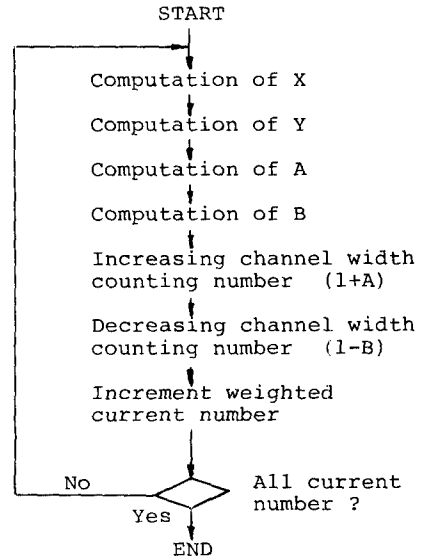 START
Computation of X
Computation of Y
Computation of A
Computation of B
Increasing channel width
counting number (1+A)
Decreasing channel width
counting number (1-B)
Increment weighted
current number
No
All current
number ?
Yes
END